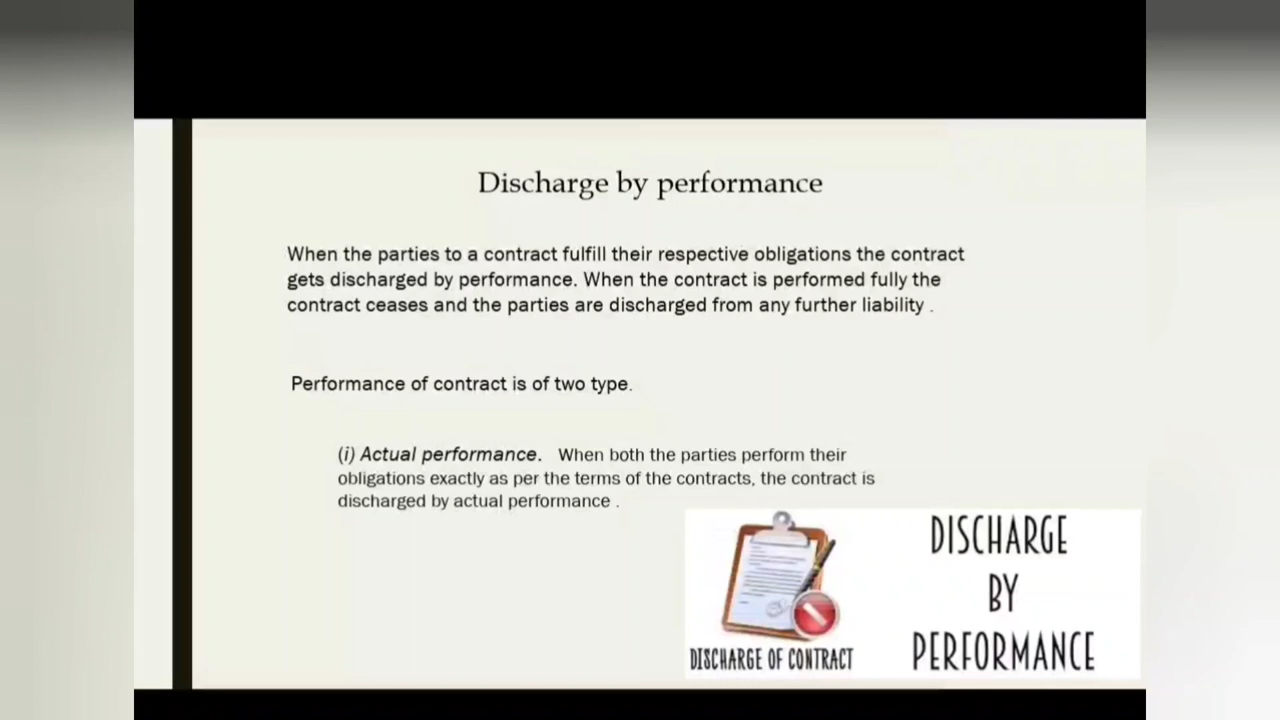 Discharge by performance
When the parties to a contract fulfill their respective obligations the contract
gets discharged by performance. When the contract is performed fully the
contract ceases and the parties are discharged from any further liability .
Performance of contract is of two type.
(i) Actual performance. When both the parties perform their
obligations exactly as per the terms of the contracts, the contract is
discharged by actual performance .
DISCHARGE OF CONTRACT
DISCHARGE
BY
PERFORMANCE